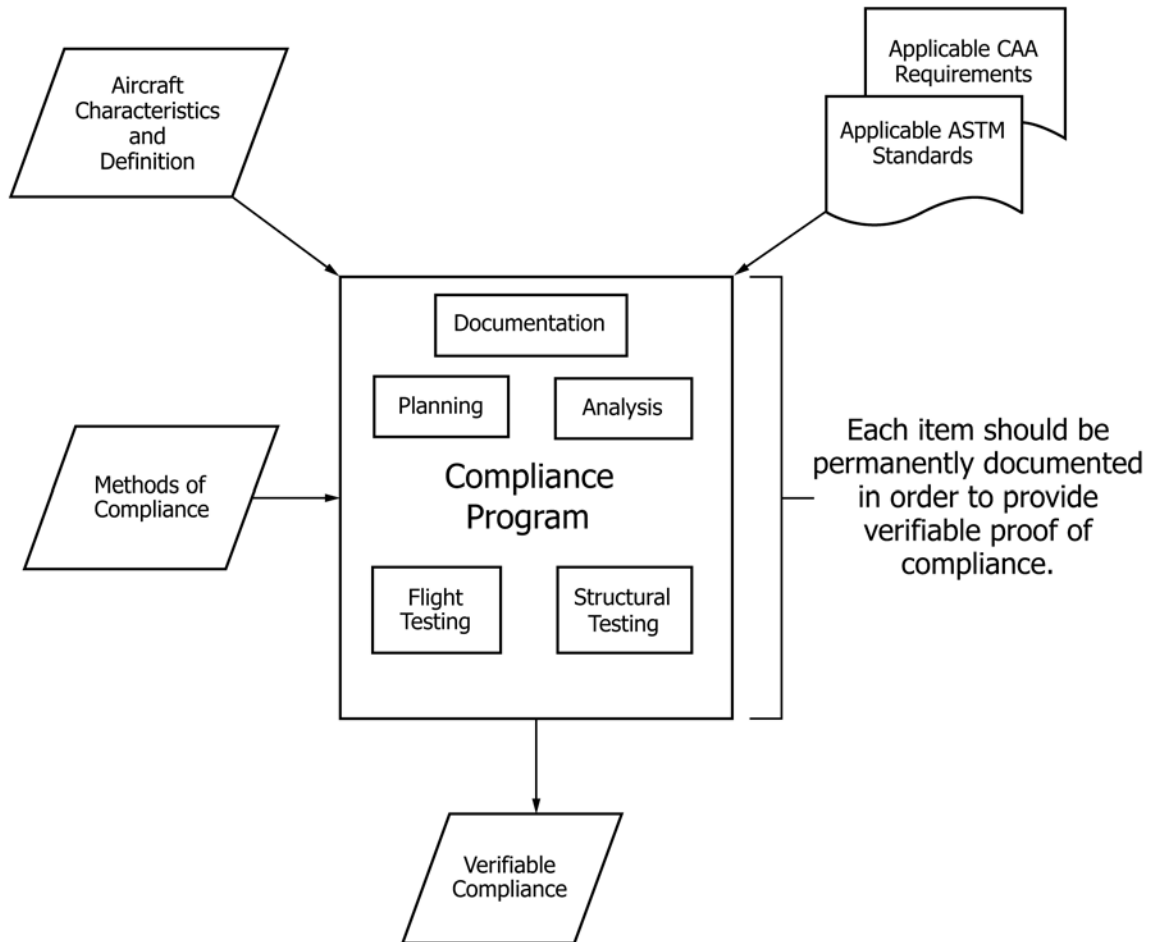 Aircraft
Characteristics
and
Definition
Applicable CAA
Requirements
Applicable ASTM
Standards
Documentation
Planning
Analysis
Compliance
Program
Methods of
Compliance
Flight
Testing
Structural
Testing
Each item should be
permanently documented
in order to provide
verifiable proof of
compliance.
Verifiable
Compliance